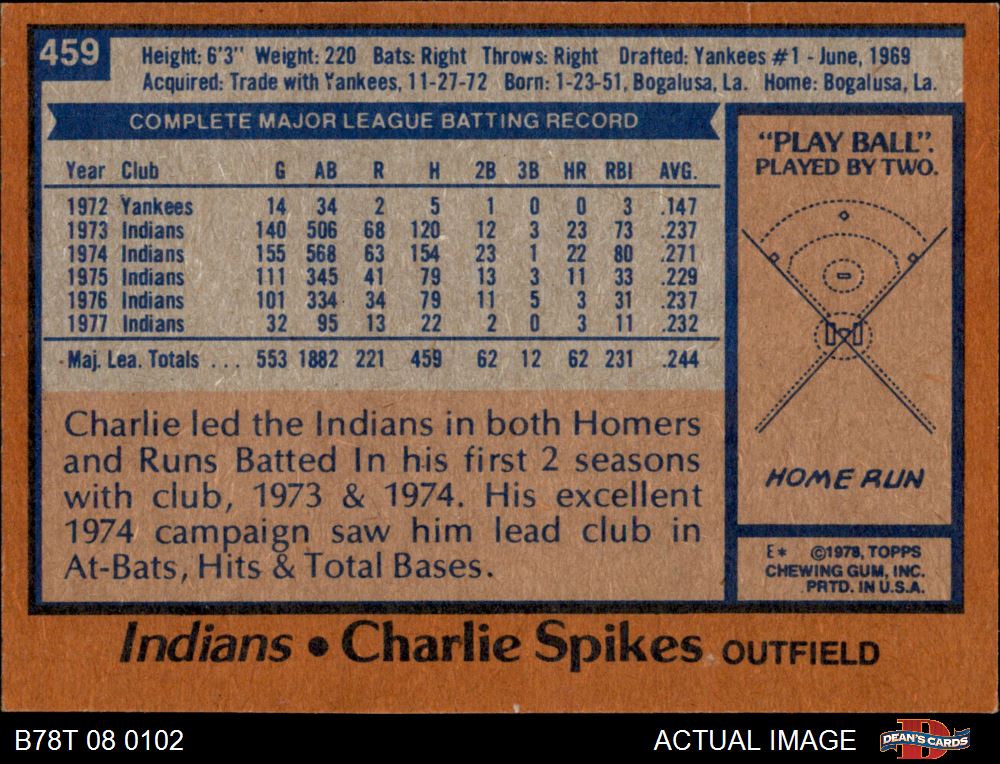 459
Height: 6'3" Weight: 220 Bats: Right Throws: Right Drafted: Yankees #1 - June, 1969
Acquired: Trade with Yankees, 11-27-72 Born: 1-23-51, Bogalusa, La. Home: Bogalusa, La.
COMPLETE MAJOR LEAGUE BATTING RECORD
Year Club G AB R H 2B 3B HR RBI AVG.
1972 Yankees 14 34 2 5 1 0 0 3 .147
1973 Indians 140 506 68 120 12 3 23 73 .237
1974 Indians 155 568 63 154 23 1 22 80 .271
1975 Indians 111 345 41 79 13 3 11 33 .229
1976 Indians 101 334 34 79 11 5 3 31 .237
1977 Indians 32 95 13 22 2 0 3 11 .232
Maj. Lea. Totals ... 553 1882 221 459 62 12 62 231 .244
Charlie led the Indians in both Homers
and Runs Batted In his first 2 seasons
with club, 1973 & 1974. His excellent
1974 campaign saw him lead club in
At-Bats, Hits & Total Bases.
"PLAY BALL".
PLAYED BY TWO.
HOME RUN
E* ©1978, TOPPS
CHEWING GUM, INC.
PRTD. IN U.S.A.
Indians • Charlie Spikes OUTFIELD
B78T 08 0102
ACTUAL IMAGE
D
DEAN'S CARDS